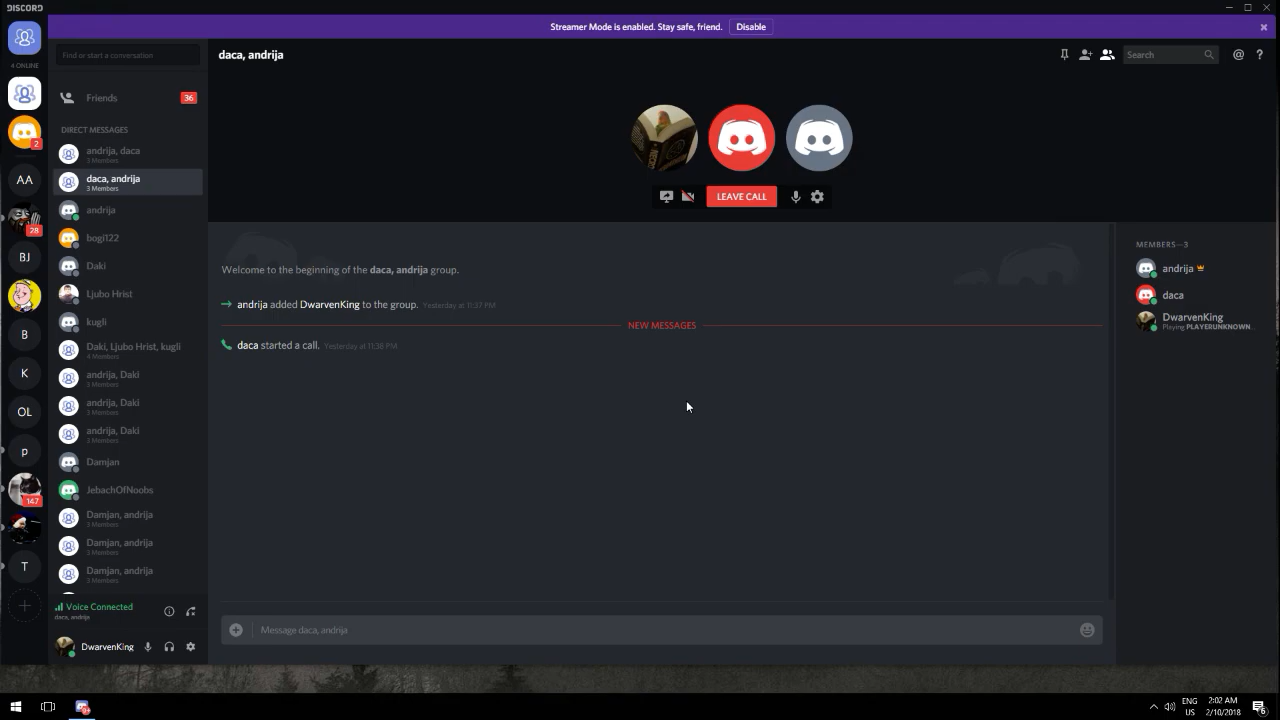 DISCORD
Streamer Mode is enabled. Stay safe, friend. Disable
Find or start a conversation
daca, andrija
Search
4 ONLINE
Friends 36
DIRECT MESSAGES
2
andrija, daca
3 Members
daca, andrija
3 Members
AA
andrija
28
bogi122
BJ
Daki
Ljubo Hrist
B
kugli
Daki, Ljubo Hrist, kugli
4 Members
K
andrija, Daki
3 Members
andrija, Daki
3 Members
OL
andrija, Daki
3 Members
p
Damjan
147
JebachOfNoobs
Damjan, andrija
3 Members
Damjan, andrija
3 Members
T
Damjan, andrija
3 Members
Voice Connected
daca, andrija
DwarvenKing
LEAVE CALL
Welcome to the beginning of the daca, andrija group.
andrija added DwarvenKing to the group. Yesterday at 11:37 PM
NEW MESSAGES
daca started a call. Yesterday at 11:38 PM
Message daca, andrija
MEMBERS—3
andrija
daca
DwarvenKing
Playing PLAYERUNKNOWN...
ENG
US
2:02 AM
2/10/2018